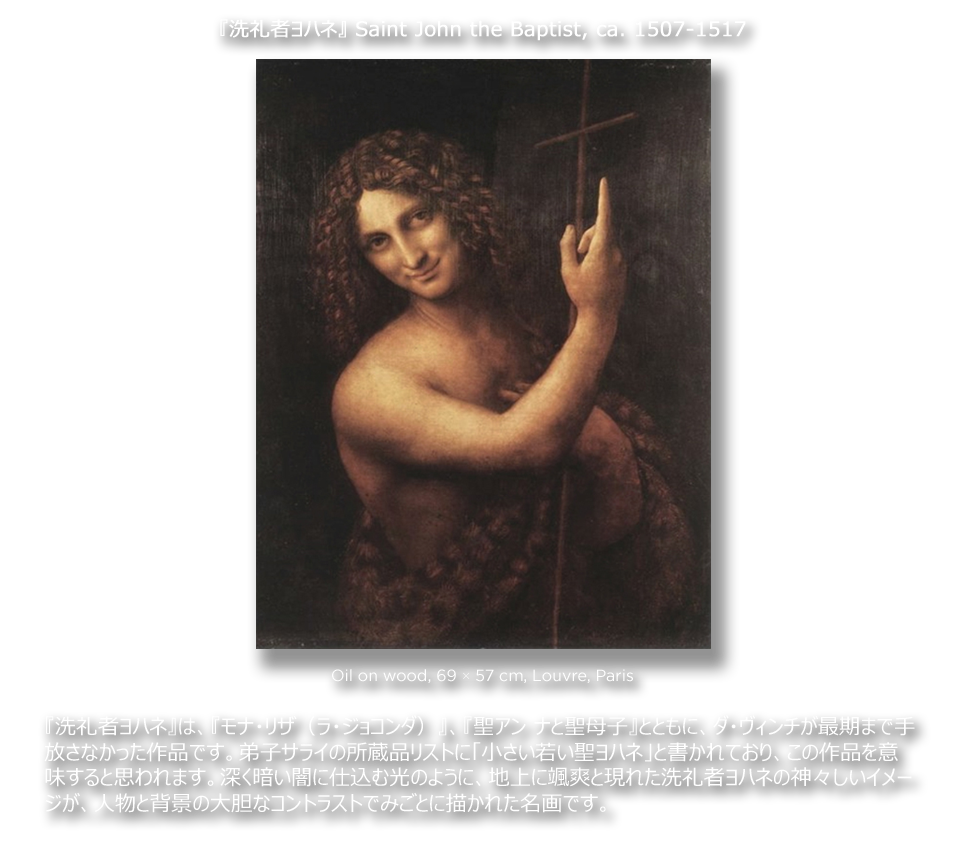 『洗礼者ヨハネ』 Saint John the Baptist, ca. 1507-1517
Oil on wood, 69 × 57 cm, Louvre, Paris
『洗礼者ヨハネ』は、『モナ・リザ（ラ・ジョコンダ）』、『聖アンナと聖母子』とともに、ダ・ヴィンチが最期まで手
放さなかった作品です。弟子サライの所蔵品リストに「小さい若い聖ヨハネ」と書かれており、この作品を意
味すると思われます。深く暗い闇に仕込む光のように、地上に颯爽と現れた洗礼者ヨハネの神々しいイメー
ジが、人物と背景の大胆なコントラストでみごとに描かれた名画です。